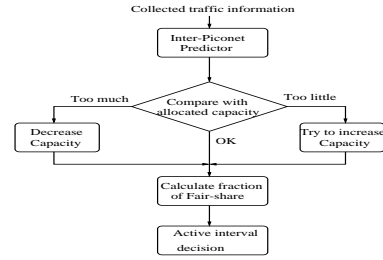 Collected traffic information
Inter-Piconet
Predictor
Too much
Compare with
allocated capacity
Too little
Decrease
Capacity
OK
Try to increase
Capacity
Calculate fraction
of Fair-share
Active interval
decision